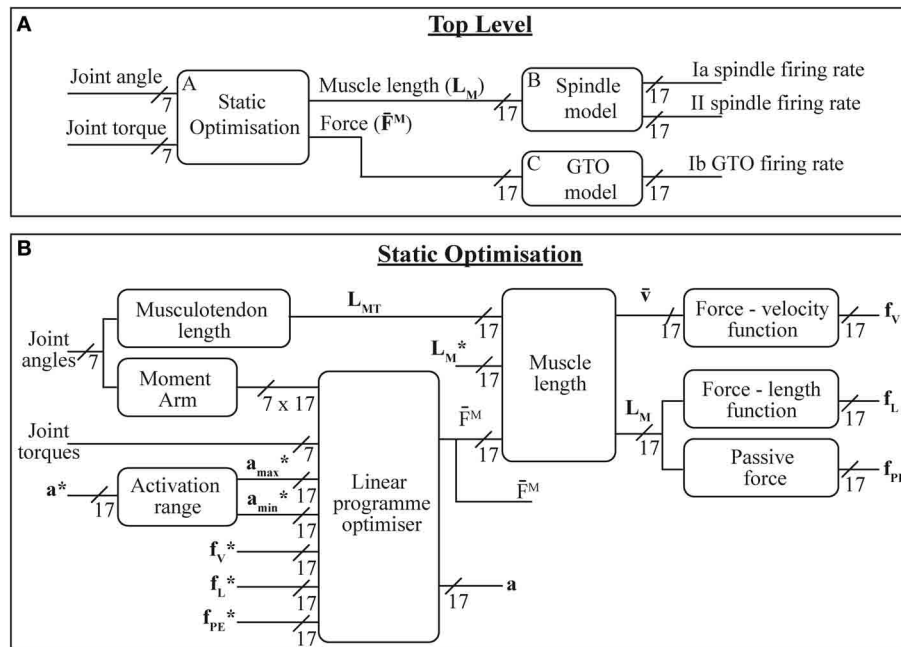 A
Top Level
Joint angle
7
Joint torque
7
A
Static
Optimisation
Muscle length (L_M)
17
Force (F̄^M)
17
B
Spindle
model
17
Ia spindle firing rate
17
II spindle firing rate
C
GTO
model
17
Ib GTO firing rate
B
Static Optimisation
Joint
angles
7
Musculotendon
length
L_MT
17
L_M*
17
Moment
Arm
7 x 17
Joint
torques
7
a*
17
Activation
range
a_max*
17
a_min*
17
f_V*
17
f_L*
17
f_PE*
17
Linear
programme
optimiser
F̄^M
17
F̄^M
17
a
Muscle
length
v̄
17
Force - velocity
function
17
f_V
L_M
17
Force - length
function
17
f_L
Passive
force
17
f_PE